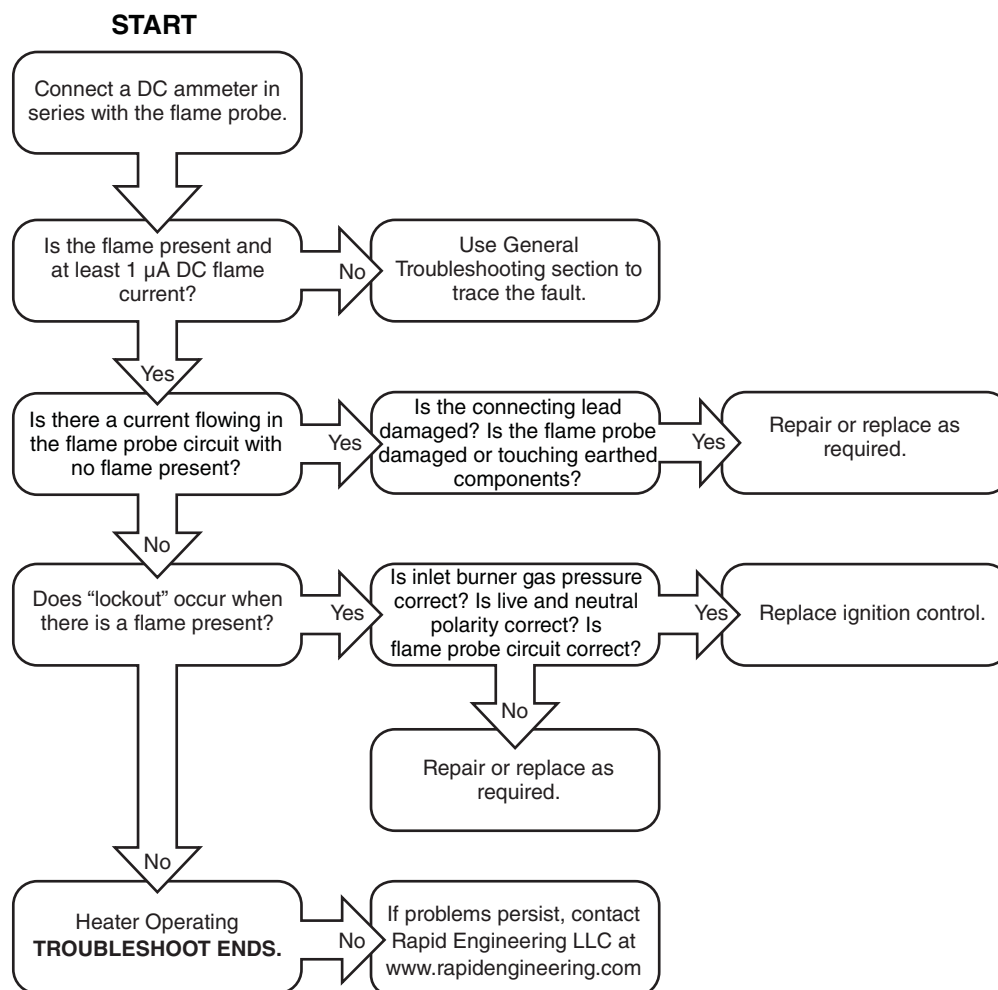 START
Connect a DC ammeter in
series with the flame probe.
Is the flame present and
at least 1 µA DC flame
current?
No
Use General
Troubleshooting section to
trace the fault.
Yes
Is there a current flowing in
the flame probe circuit with
no flame present?
Yes
Is the connecting lead
damaged? Is the flame probe
damaged or touching earthed
components?
Yes
Repair or replace as
required.
No
Does “lockout” occur when
there is a flame present?
Yes
Is inlet burner gas pressure
correct? Is live and neutral
polarity correct? Is
flame probe circuit correct?
Yes
Replace ignition control.
No
Repair or replace as
required.
No
Heater Operating
TROUBLESHOOT ENDS.
No
If problems persist, contact
Rapid Engineering LLC at
www.rapidengineering.com